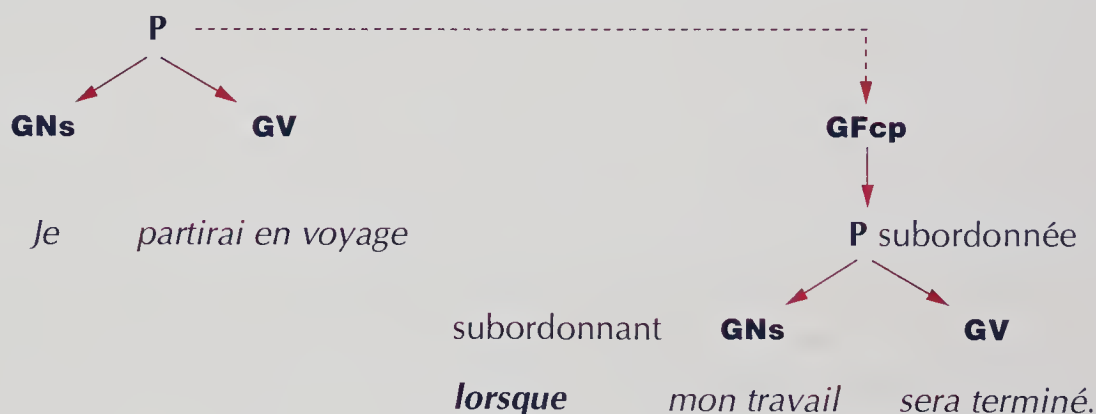 P
GNs GV GFcp
Je partirai en voyage P subordonnée
subordonnant GNs GV
lorsque mon travail sera terminé.